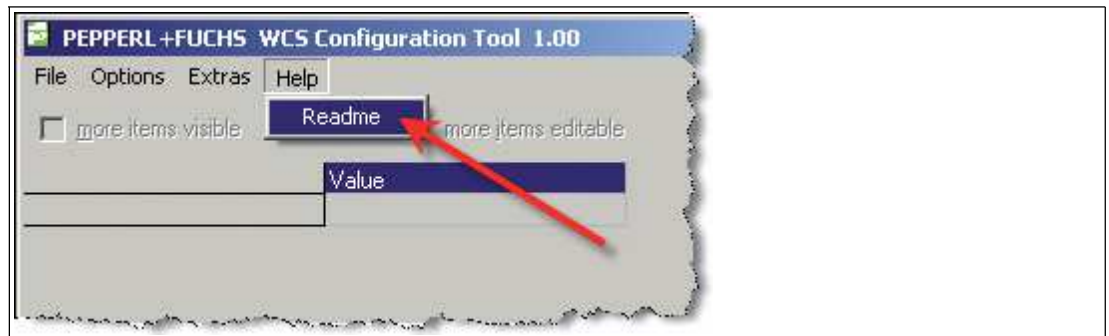 PEPPERL+FUCHS WCS Configuration Tool 1.00
File Options Extras Help
more items visible Readme more items editable
Value